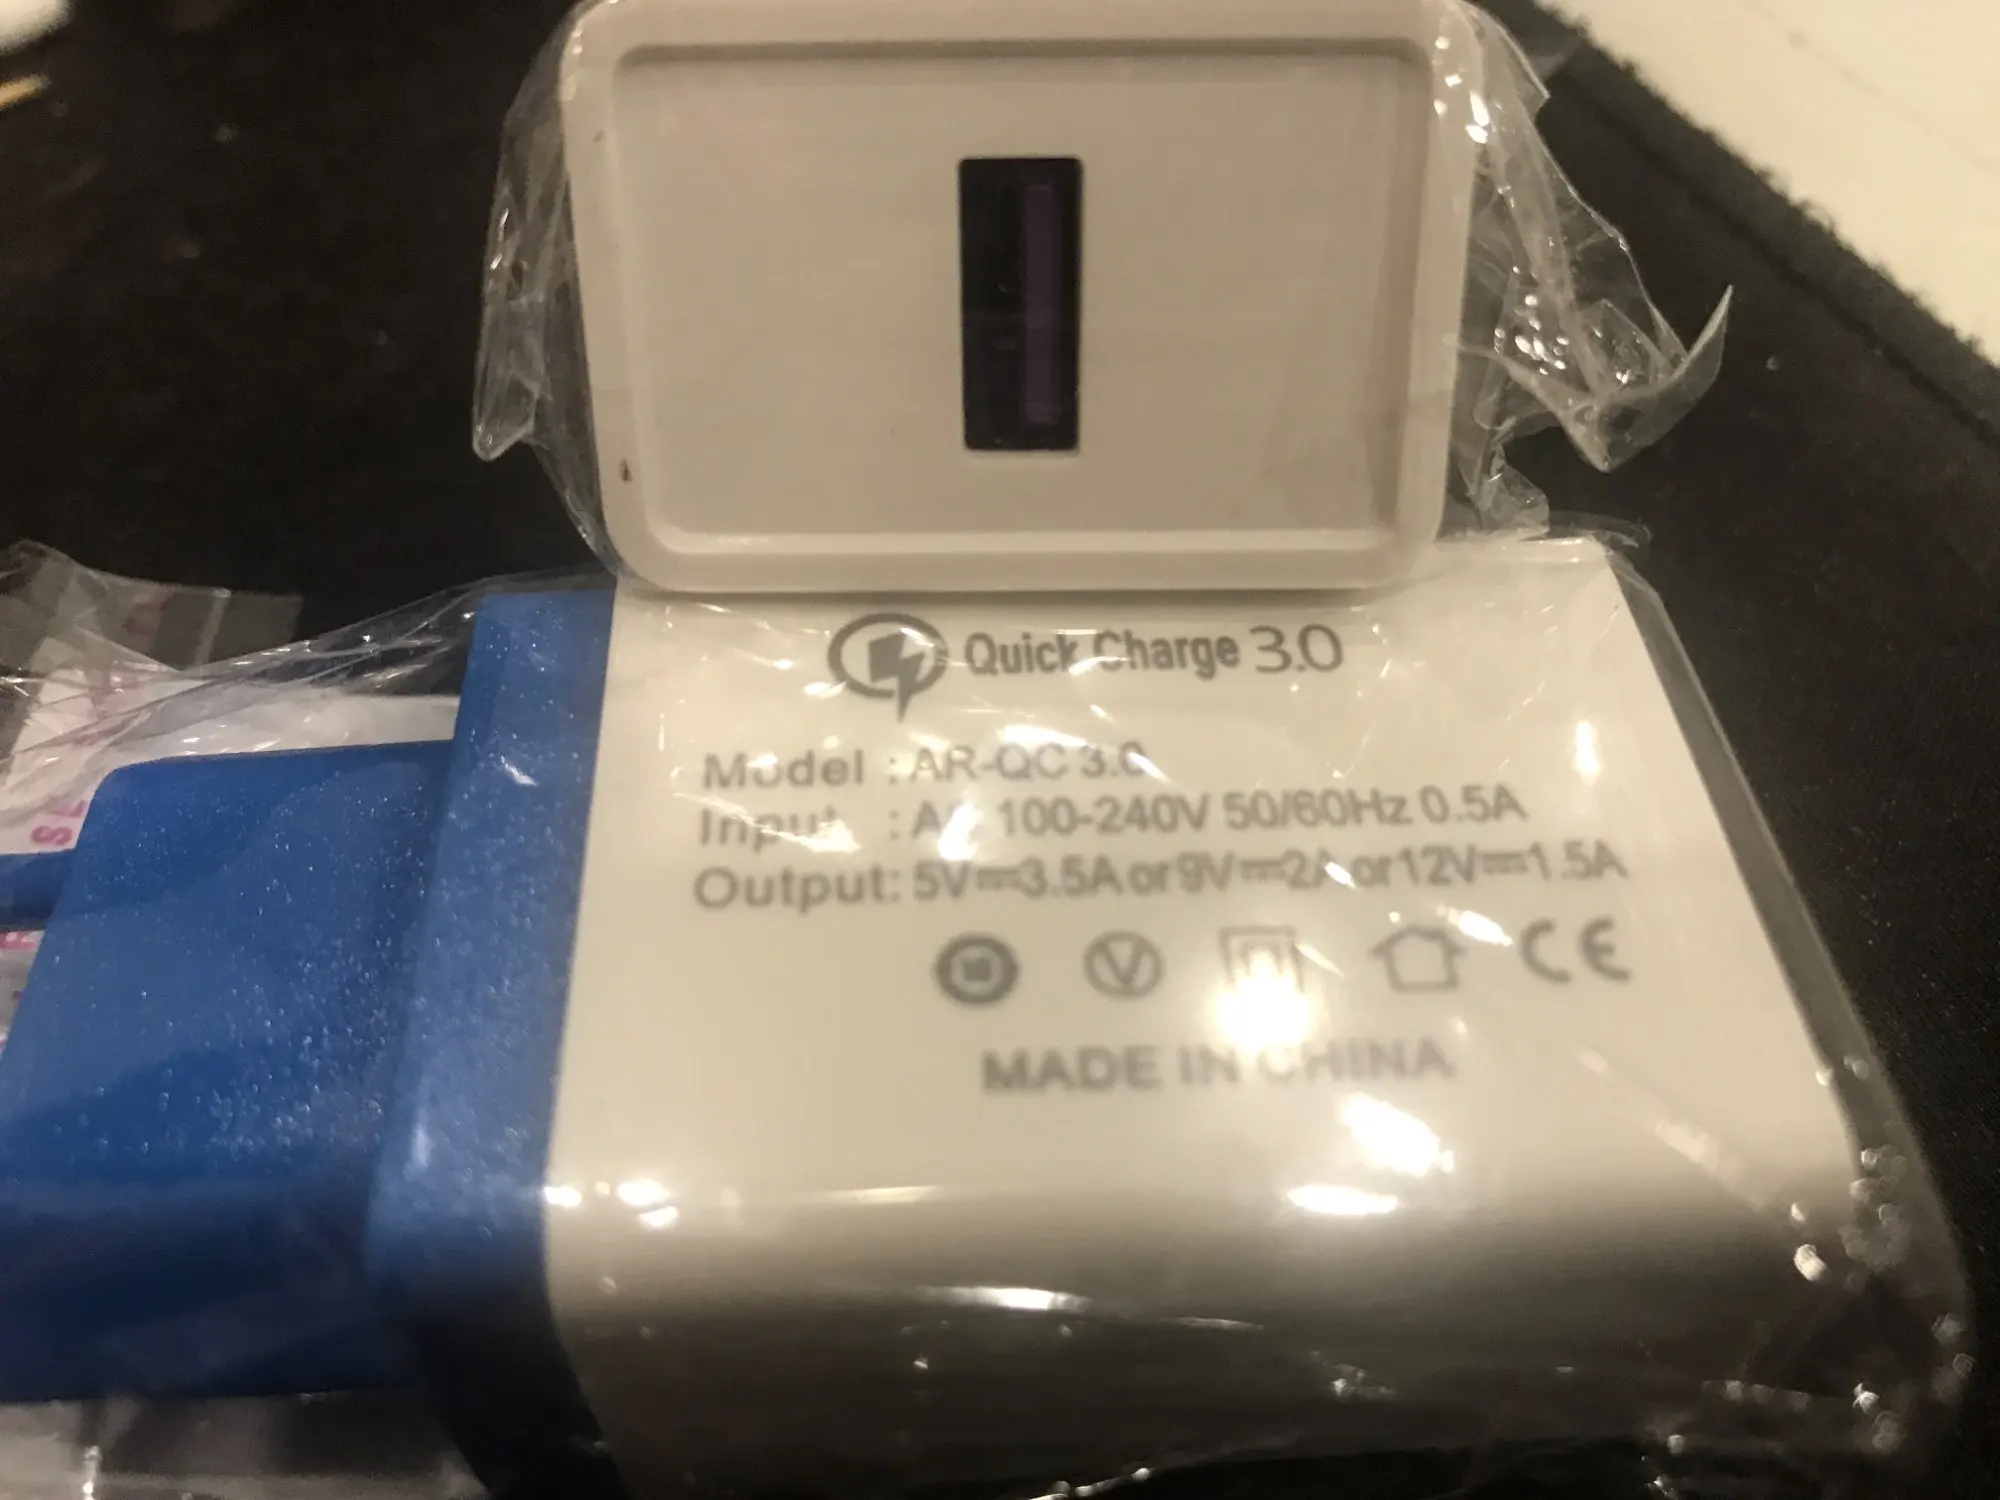 Quick Charge 3.0
Model : AR-QC 3.0
Input : AC 100-240V 50/60Hz 0.5A
Output: 5V⎓3.5A or 9V⎓2A or 12V⎓1.5A
V
CE
MADE IN CHINA